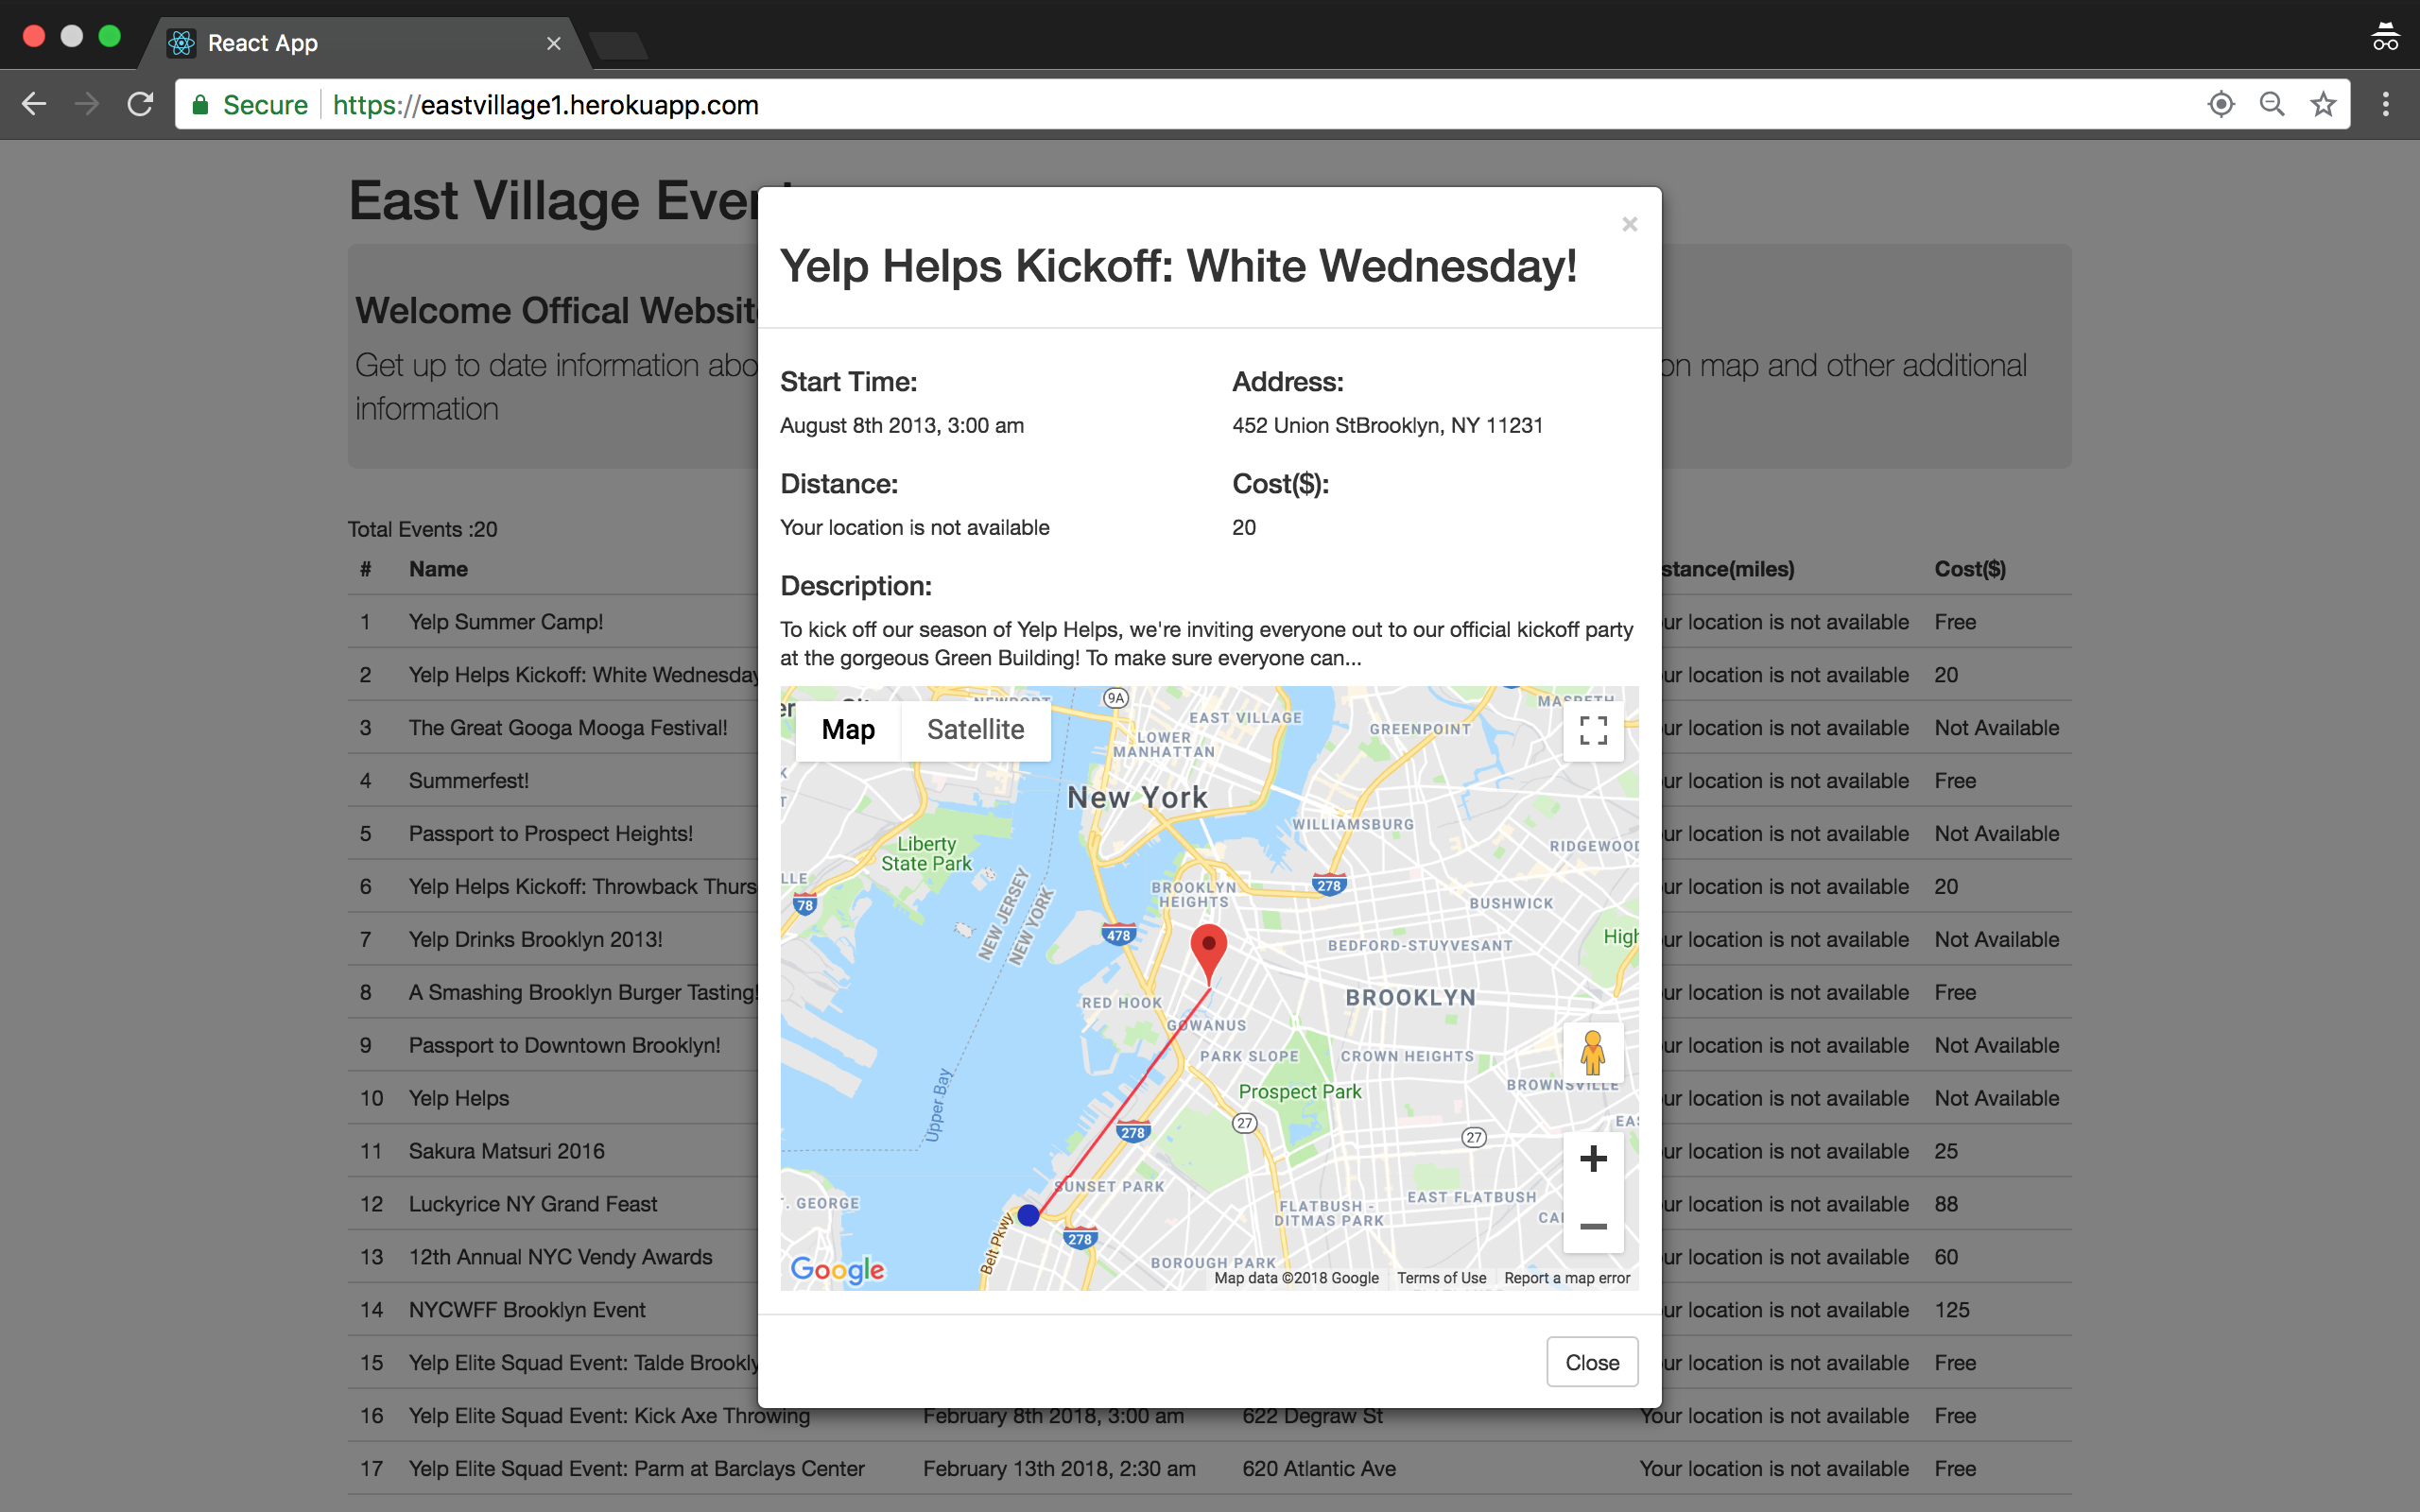 React App
Secure https://eastvillage1.herokuapp.com
East Village Even
Yelp Helps Kickoff: White Wednesday!
Welcome Offical Websit
Get up to date information abo
on map and other additional
information
Start Time:
Address:
August 8th 2013, 3:00 am
452 Union StBrooklyn, NY 11231
Distance:
Cost($):
Your location is not available
20
Description:
To kick off our season of Yelp Helps, we're inviting everyone out to our official kickoff party
at the gorgeous Green Building! To make sure everyone can...
Map Satellite
9A
EAST VILLAGE
LOWER
MANHATTAN
GREENPOINT
MASPETH
NEWPORT
New York
WILLIAMSBURG
RIDGEWOOD
Liberty
State Park
NEW JERSEY
NEW YORK
BROOKLYN
HEIGHTS
278
BUSHWICK
78
478
BEDFORD-STUYVESANT
High
RED HOOK
BROOKLYN
GOWANUS
PARK SLOPE
CROWN HEIGHTS
Prospect Park
BROWNSVILLE
Upper Bay
278
27
27
SUNSET PARK
EAST FLATBUSH
. GEORGE
FLATBUSH -
DITMAS PARK
Belt Pkwy
278
BOROUGH PARK
Google
Map data ©2018 Google Terms of Use Report a map error
Close
Total Events :20
# Name stance(miles) Cost($)
1 Yelp Summer Camp! ur location is not available Free
2 Yelp Helps Kickoff: White Wednesday ur location is not available 20
3 The Great Googa Mooga Festival! ur location is not available Not Available
4 Summerfest! ur location is not available Free
5 Passport to Prospect Heights! ur location is not available Not Available
6 Yelp Helps Kickoff: Throwback Thurs ur location is not available 20
7 Yelp Drinks Brooklyn 2013! ur location is not available Not Available
8 A Smashing Brooklyn Burger Tasting! ur location is not available Free
9 Passport to Downtown Brooklyn! ur location is not available Not Available
10 Yelp Helps ur location is not available Not Available
11 Sakura Matsuri 2016 ur location is not available 25
12 Luckyrice NY Grand Feast ur location is not available 88
13 12th Annual NYC Vendy Awards ur location is not available 60
14 NYCWFF Brooklyn Event ur location is not available 125
15 Yelp Elite Squad Event: Talde Brookly ur location is not available Free
16 Yelp Elite Squad Event: Kick Axe Throwing February 8th 2018, 3:00 am 622 Degraw St Your location is not available Free
17 Yelp Elite Squad Event: Parm at Barclays Center February 13th 2018, 2:30 am 620 Atlantic Ave Your location is not available Free